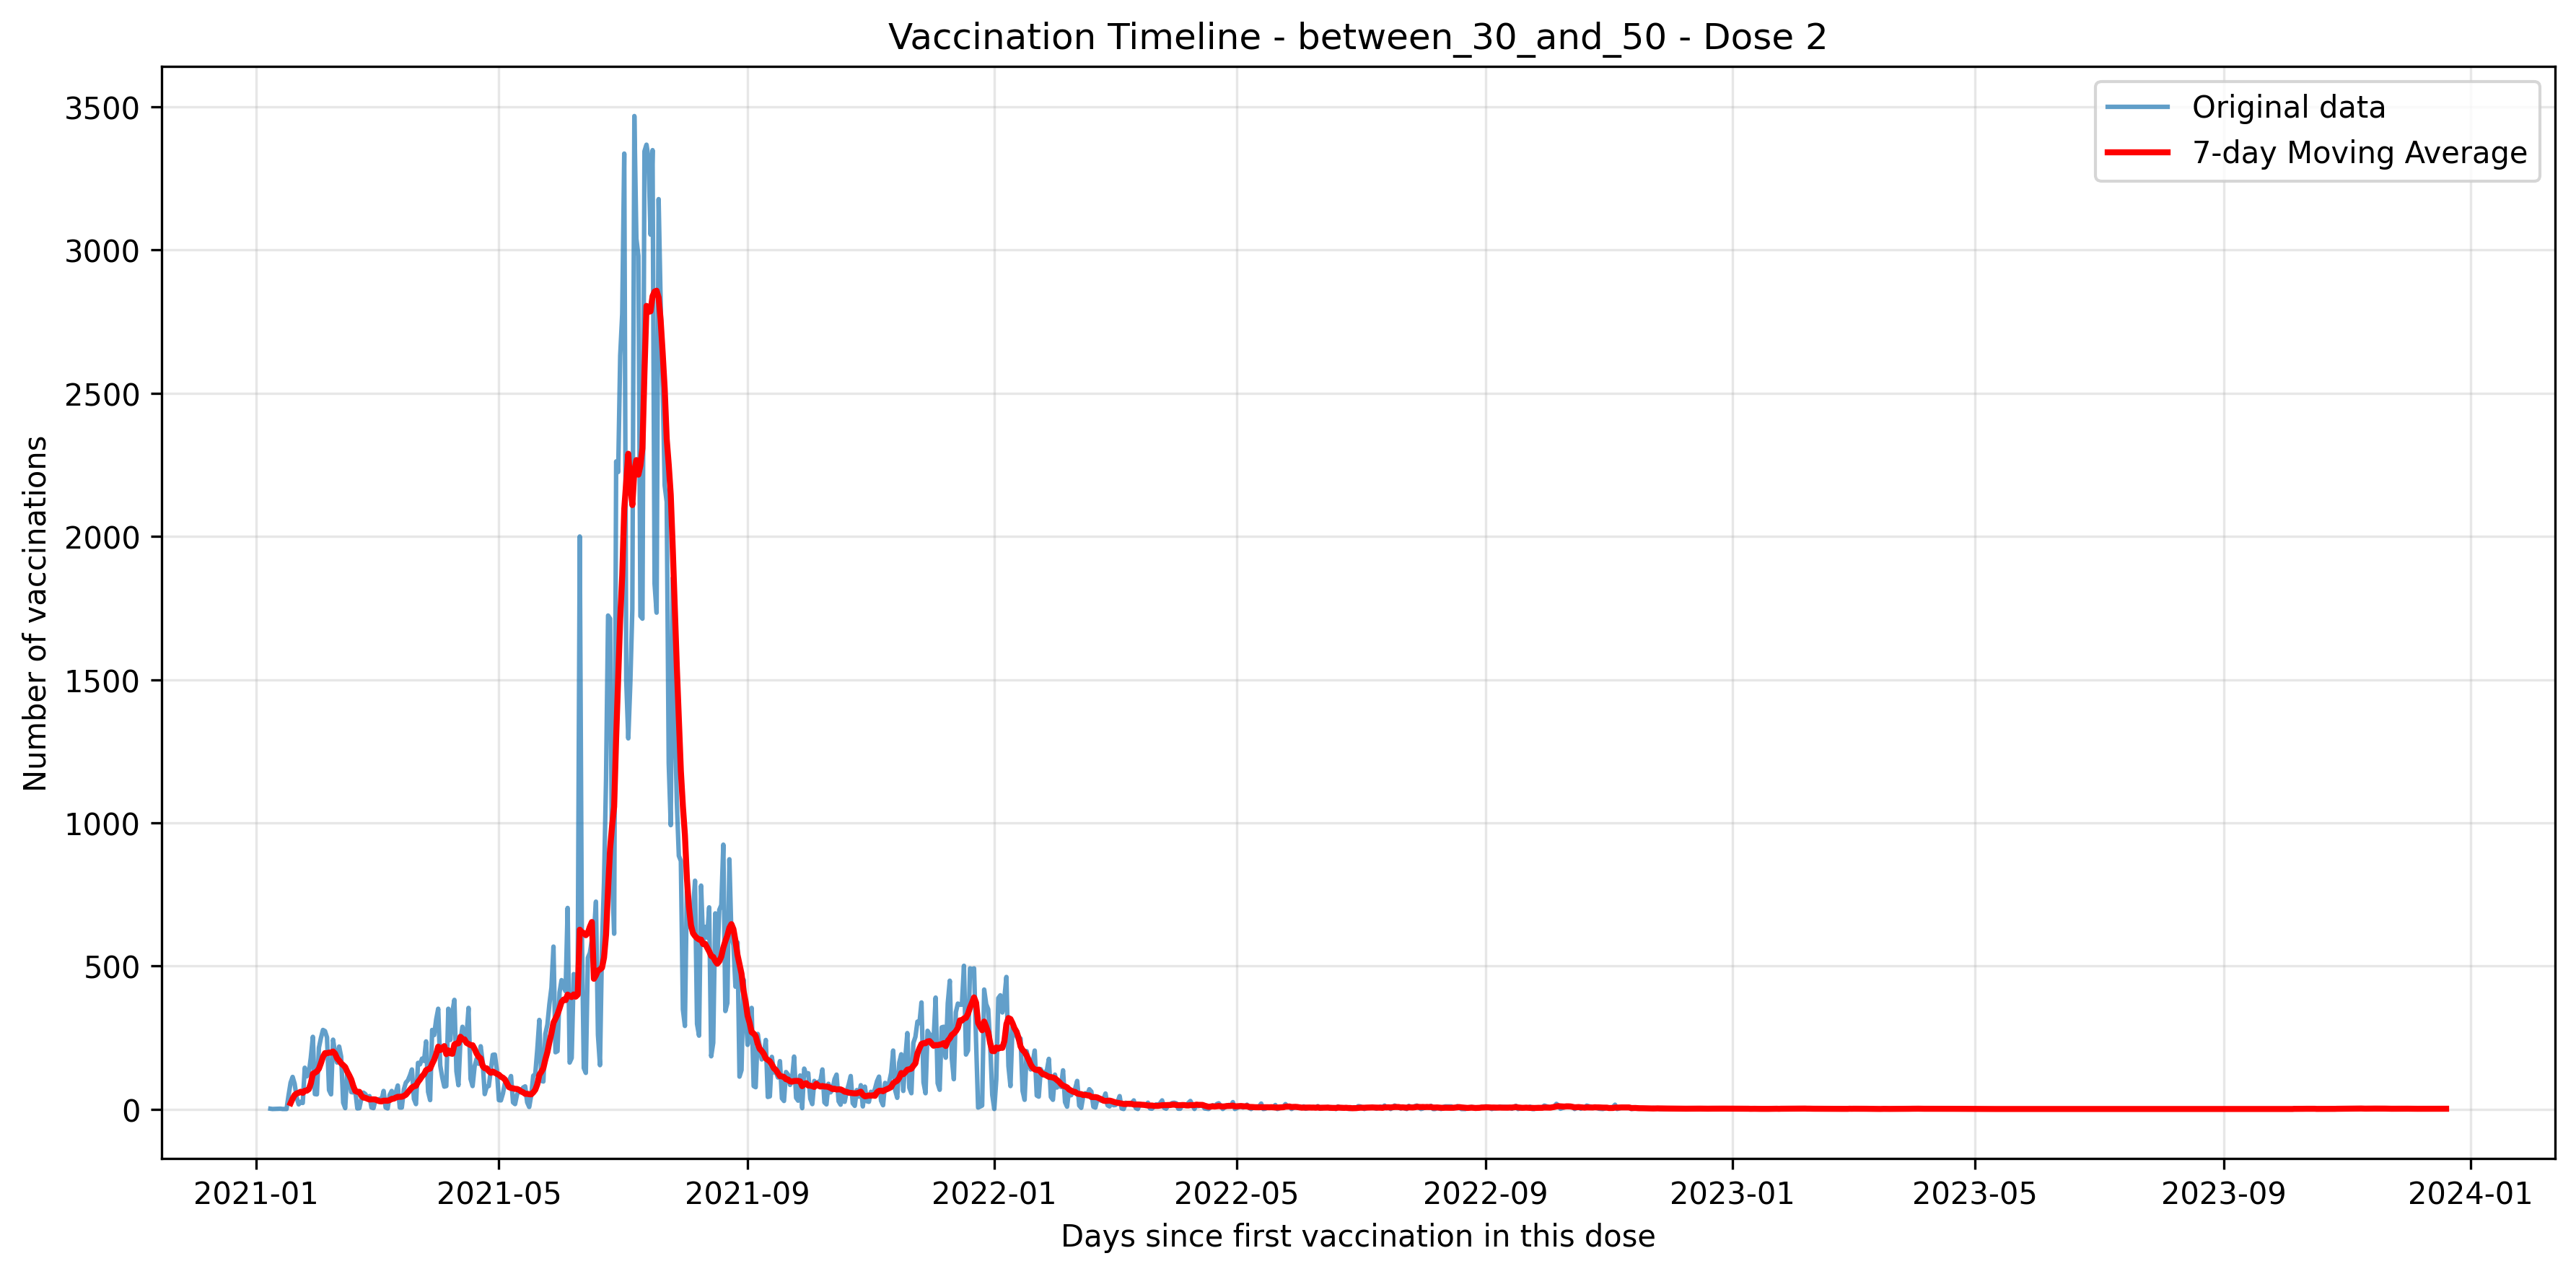 Vaccination Timeline - between_30_and_50 - Dose 2
Original data
7-day Moving Average
Number of vaccinations
3500
3000
2500
2000
1500
1000
500
0
2021-01 2021-05 2021-09 2022-01 2022-05 2022-09 2023-01 2023-05 2023-09 2024-01
Days since first vaccination in this dose